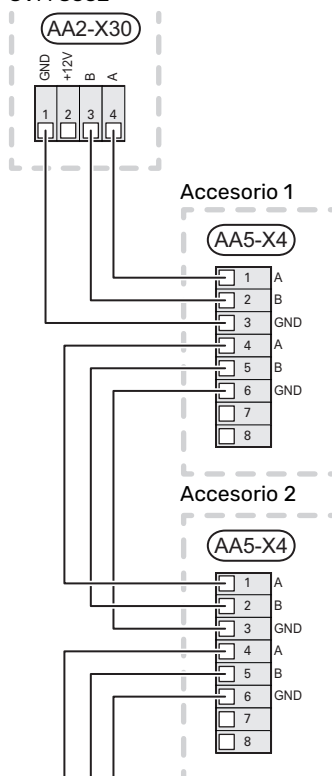 AA2-X30
GND +12V B A
1 2 3 4
Accesorio 1
AA5-X4
1 A
2 B
3 GND
4 A
5 B
6 GND
7
8
Accesorio 2
AA5-X4
1 A
2 B
3 GND
4 A
5 B
6 GND
7
8